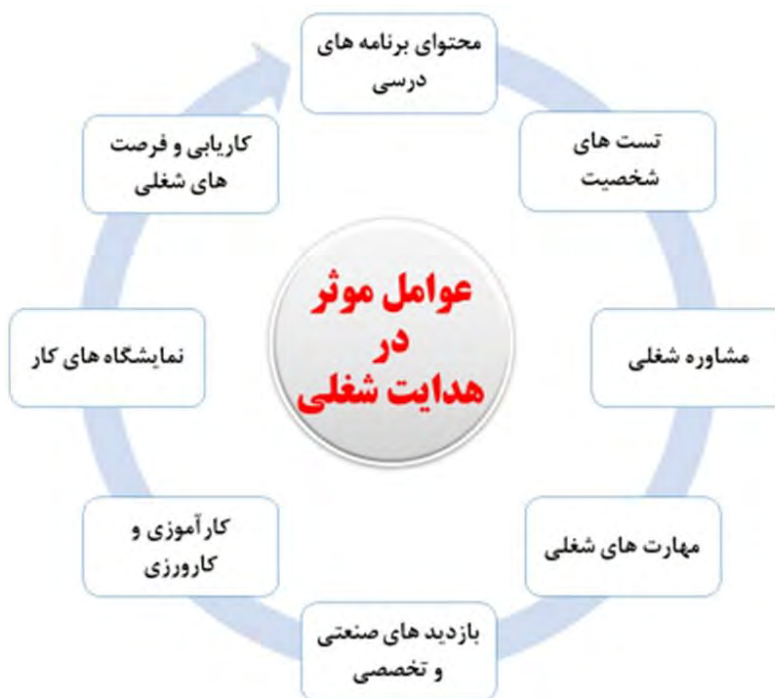 محتوای برنامه های
درسی
تست های
شخصیت
مشاوره شغلی
مهارت های شغلی
بازدید های صنعتی
و تخصصی
کارآموزی و
کارورزی
نمایشگاه های کار
کاریابی و فرصت
های شغلی
عوامل موثر
در
هدایت شغلی